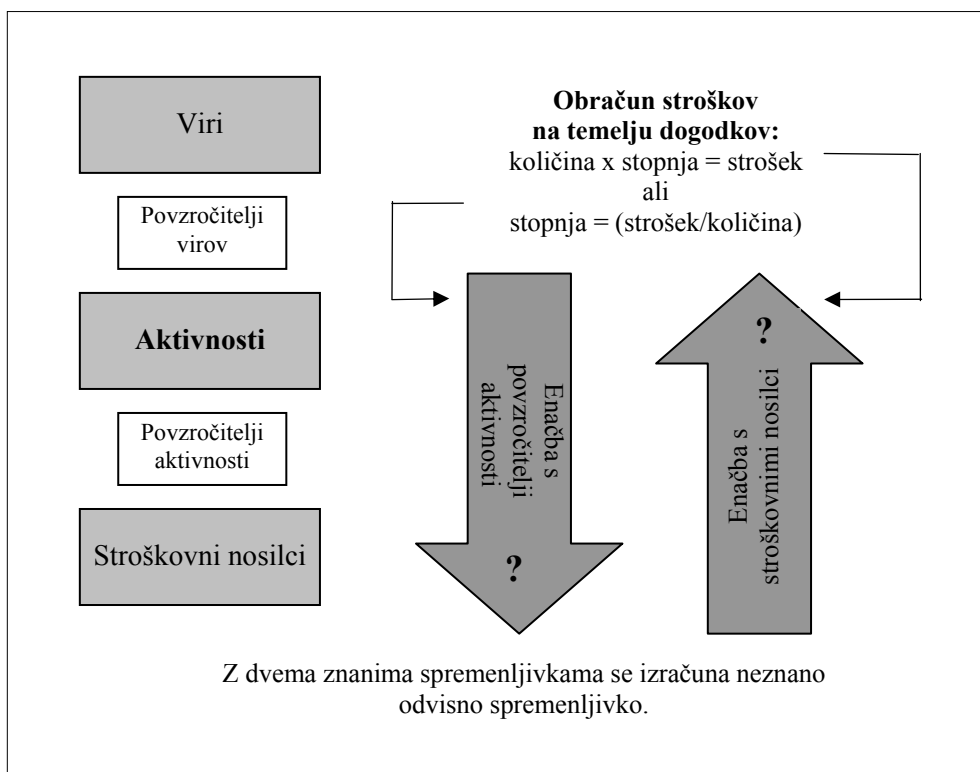 Viri
Povzročitelji
virov
Aktivnosti
Povzročitelji
aktivnosti
Stroškovni nosilci
Obračun stroškov
na temelju dogodkov:
količina x stopnja = strošek
ali
stopnja = (strošek/količina)
Enačba s
povzročitelji
aktivnosti
?
?
Enačba s
stroškovnimi nosilci
Z dvema znanima spremenljivkama se izračuna neznano
odvisno spremenljivko.